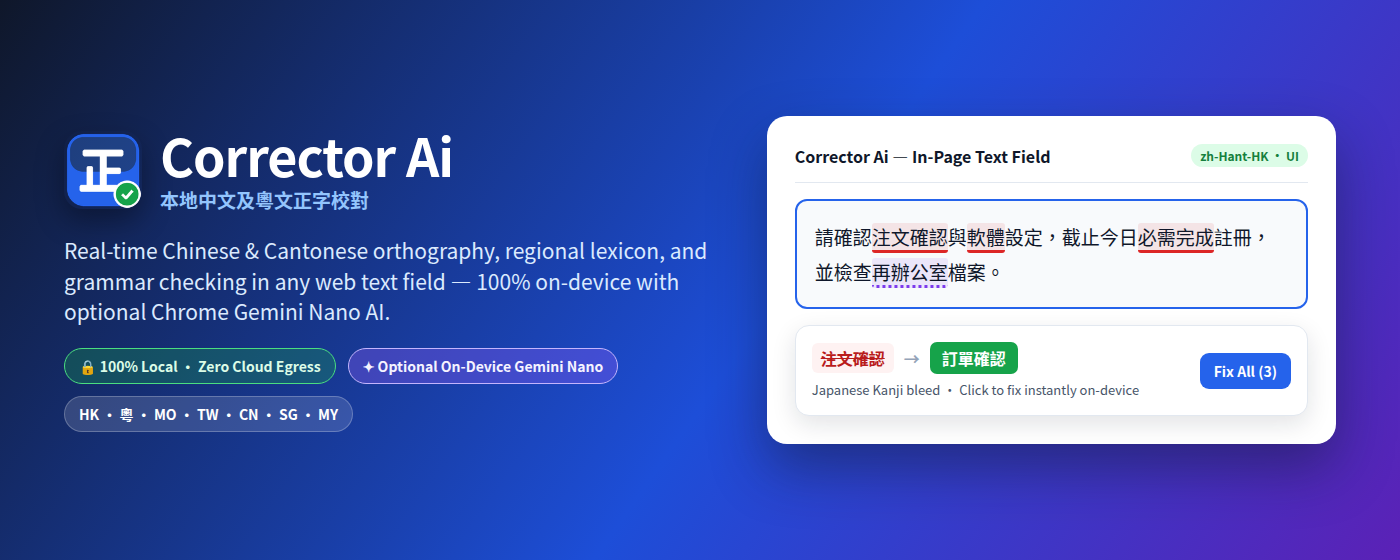 正
Corrector Ai
本地中文及粵文正字校對
Real-time Chinese & Cantonese orthography, regional lexicon, and
grammar checking in any web text field — 100% on-device with
optional Chrome Gemini Nano AI.
🔒 100% Local • Zero Cloud Egress
✦ Optional On-Device Gemini Nano
HK • 粵 • MO • TW • CN • SG • MY
Corrector Ai — In-Page Text Field
zh-Hant-HK • UI
請確認注文確認與軟體設定，截止今日必需完成註冊，
並檢查再辦公室檔案。
注文確認 → 訂單確認
Japanese Kanji bleed • Click to fix instantly on-device
Fix All (3)